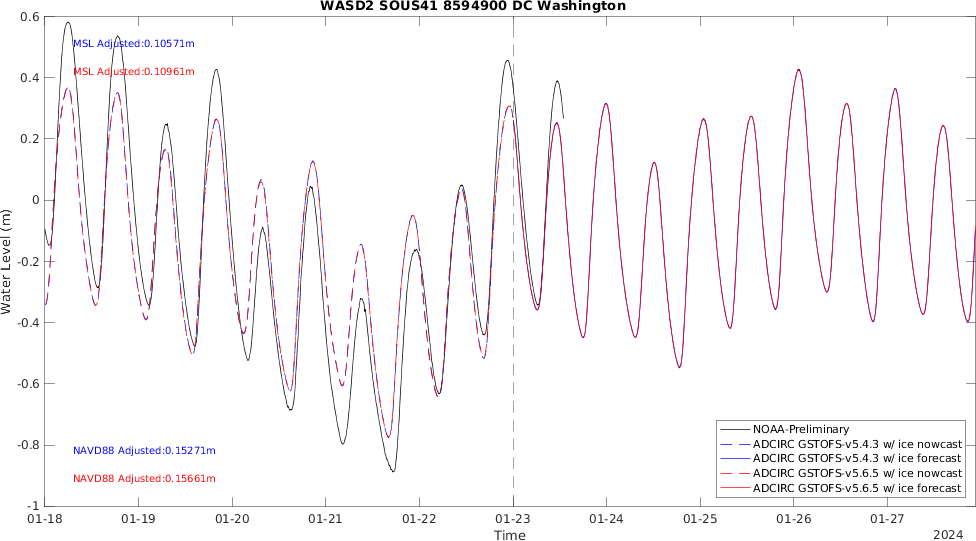 WASD2 SOUS41 8594900 DC Washington
0.6
MSL Adjusted:0.10571m
MSL Adjusted:0.10961m
0.4
0.2
0
-0.2
-0.4
-0.6
-0.8
-1
Water Level (m)
NAVD88 Adjusted:0.15271m
NAVD88 Adjusted:0.15661m
NOAA-Preliminary
ADCIRC GSTOFS-v5.4.3 w/ ice nowcast
ADCIRC GSTOFS-v5.4.3 w/ ice forecast
ADCIRC GSTOFS-v5.6.5 w/ ice nowcast
ADCIRC GSTOFS-v5.6.5 w/ ice forecast
01-18 01-19 01-20 01-21 01-22 01-23 01-24 01-25 01-26 01-27
Time
2024